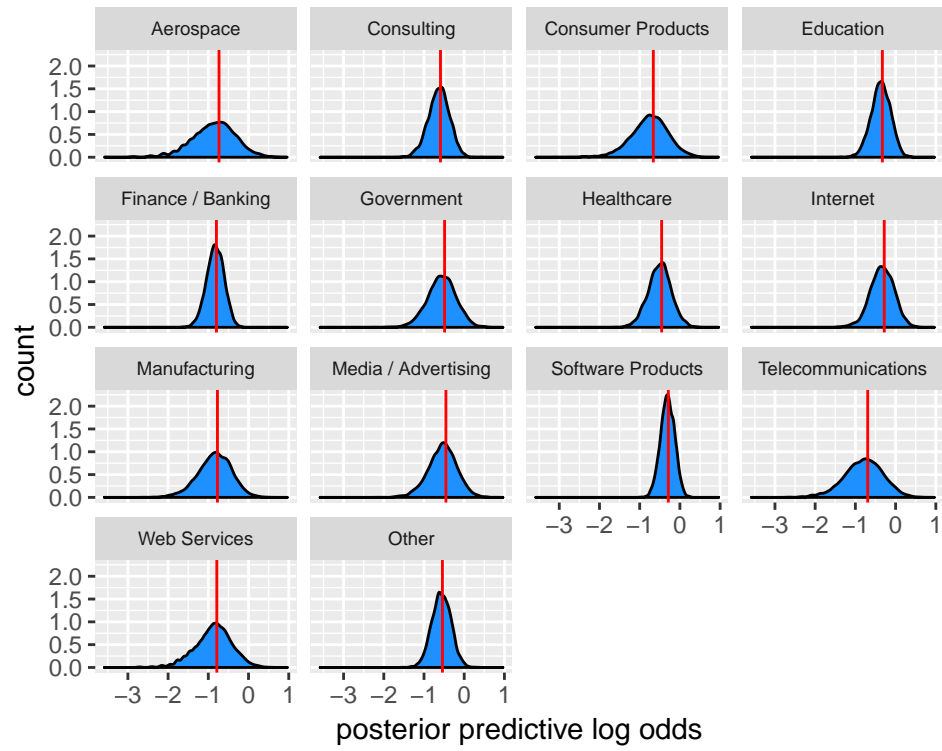 Aerospace
Consulting
Consumer Products
Education
2.0
1.5
1.0
0.5
0.0
Finance / Banking
Government
Healthcare
Internet
2.0
1.5
1.0
0.5
0.0
count
Manufacturing
Media / Advertising
Software Products
Telecommunications
2.0
1.5
1.0
0.5
0.0
−3 −2 −1 0 1
−3 −2 −1 0 1
Web Services
Other
2.0
1.5
1.0
0.5
0.0
−3 −2 −1 0 1
−3 −2 −1 0 1
posterior predictive log odds